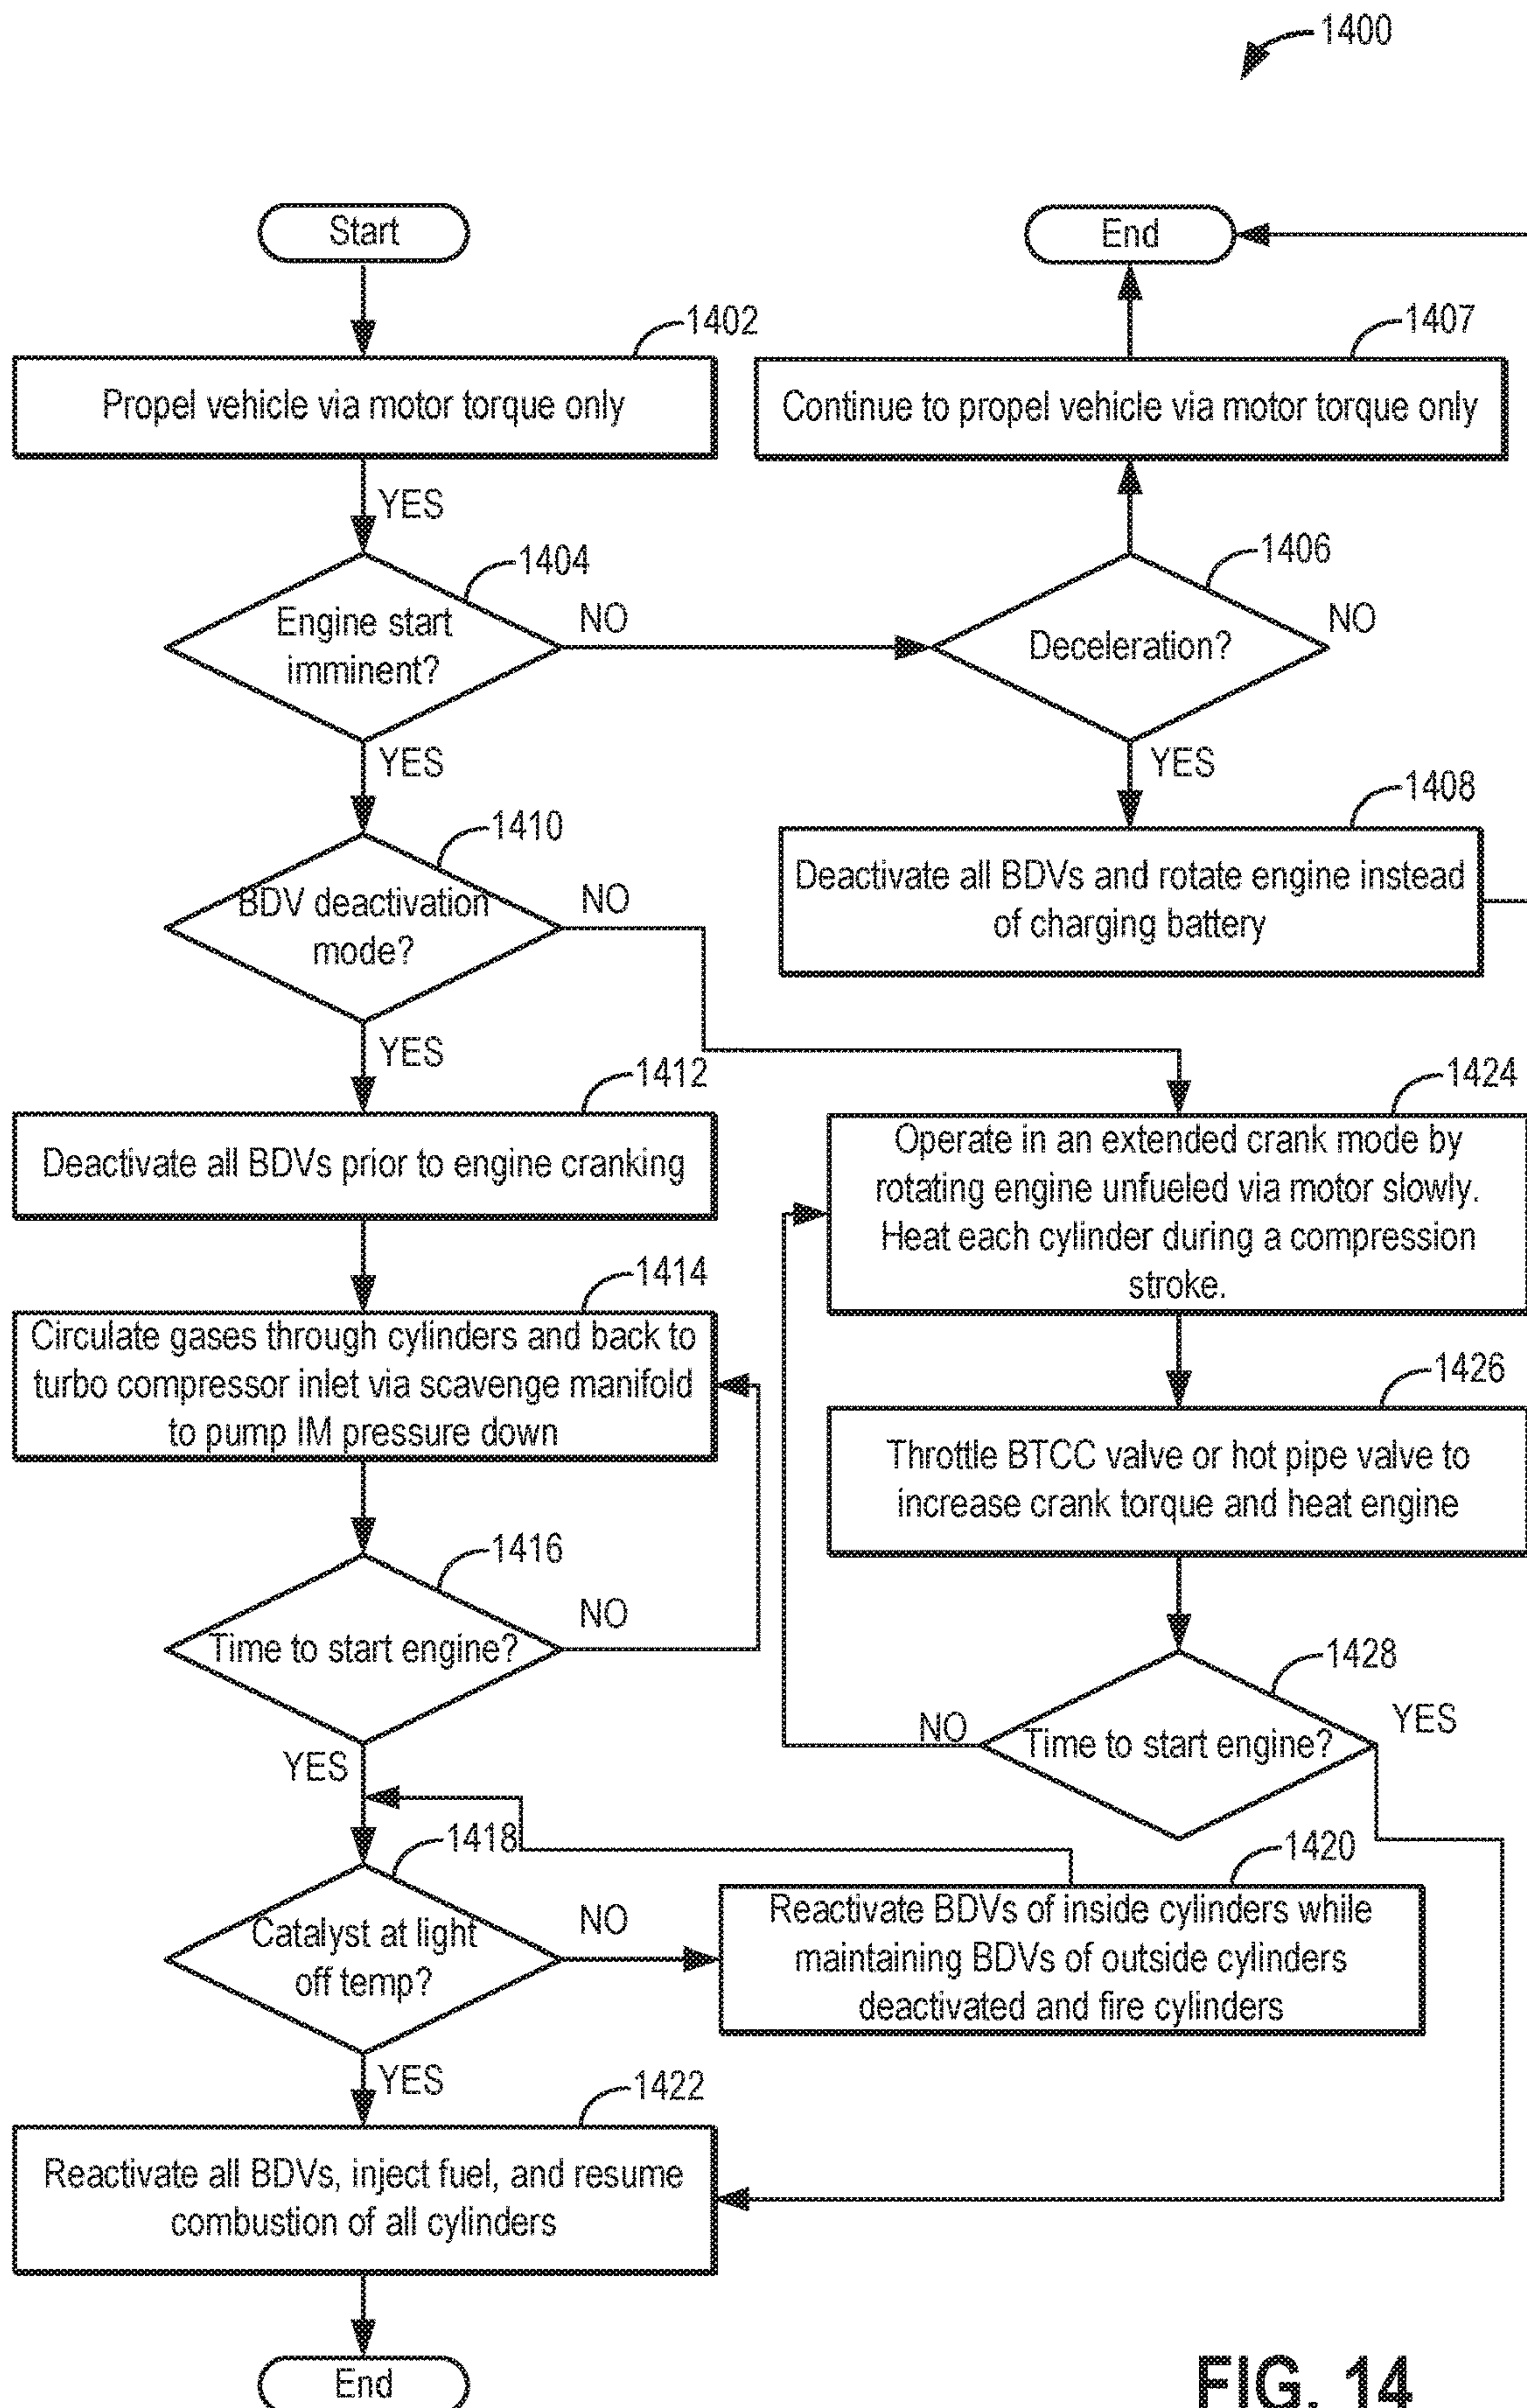 1400
Start
1402
Propel vehicle via motor torque only
YES
1404
Engine start
imminent?
NO
YES
End
1407
Continue to propel vehicle via motor torque only
1406
Deceleration?
NO
YES
1408
Deactivate all BDVs and rotate engine instead
of charging battery
1410
BDV deactivation
mode?
NO
YES
1412
Deactivate all BDVs prior to engine cranking
1414
Circulate gases through cylinders and back to
turbo compressor inlet via scavenge manifold
to pump IM pressure down
1416
Time to start engine?
NO
YES
1424
Operate in an extended crank mode by
rotating engine unfueled via motor slowly.
Heat each cylinder during a compression
stroke.
1426
Throttle BTCC valve or hot pipe valve to
increase crank torque and heat engine
1428
Time to start engine?
NO
YES
1418
Catalyst at light
off temp?
NO
YES
1420
Reactivate BDVs of inside cylinders while
maintaining BDVs of outside cylinders
deactivated and fire cylinders
1422
Reactivate all BDVs, inject fuel, and resume
combustion of all cylinders
End
FIG. 14